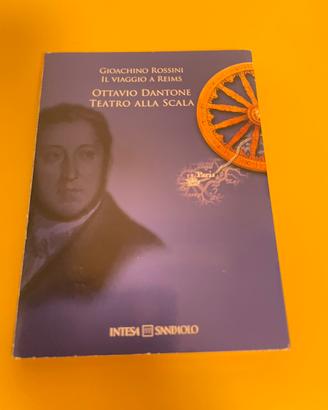 Gioachino Rossini
Il viaggio a Reims
Ottavio Dantone
Teatro alla Scala
Paris
INTESA SANPAOLO